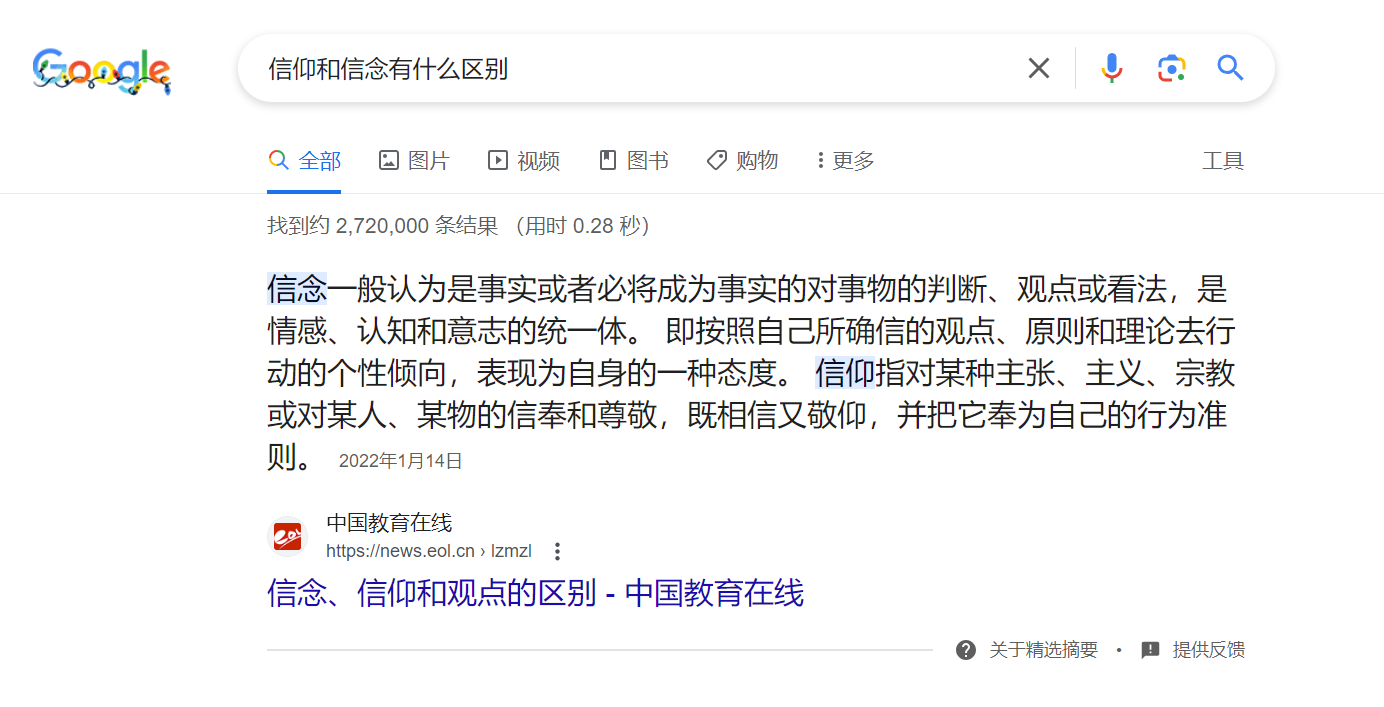 Google
信仰和信念有什么区别
全部 图片 视频 图书 购物 更多 工具
找到约 2,720,000 条结果 （用时 0.28 秒）
信念一般认为是事实或者必将成为事实的对事物的判断、观点或看法，是
情感、认知和意志的统一体。 即按照自己所确信的观点、原则和理论去行
动的个性倾向，表现为自身的一种态度。 信仰指对某种主张、主义、宗教
或对某人、某物的信奉和尊敬，既相信又敬仰，并把它奉为自己的行为准
则。 2022年1月14日
中国教育在线
https://news.eol.cn › lzmzl
信念、信仰和观点的区别 - 中国教育在线
关于精选摘要 • 提供反馈